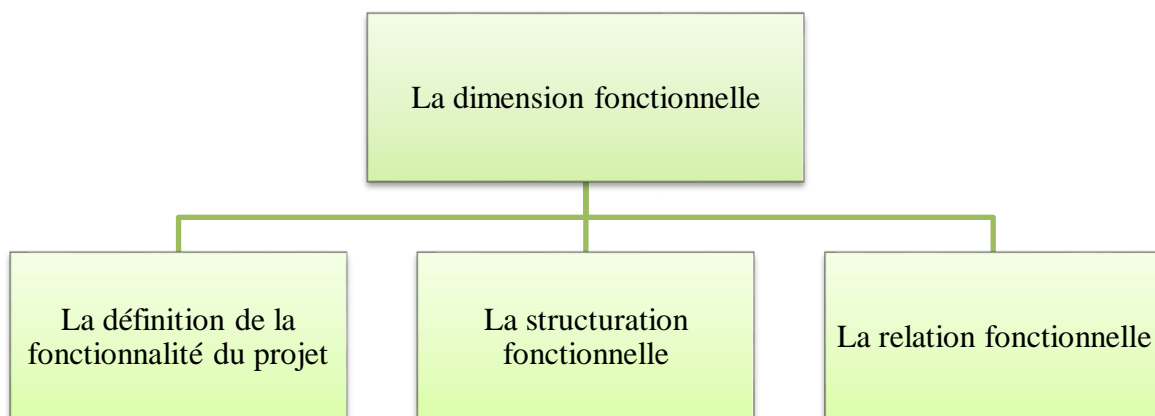 La dimension fonctionnelle
La définition de la
fonctionnalité du projet
La structuration
fonctionnelle
La relation fonctionnelle